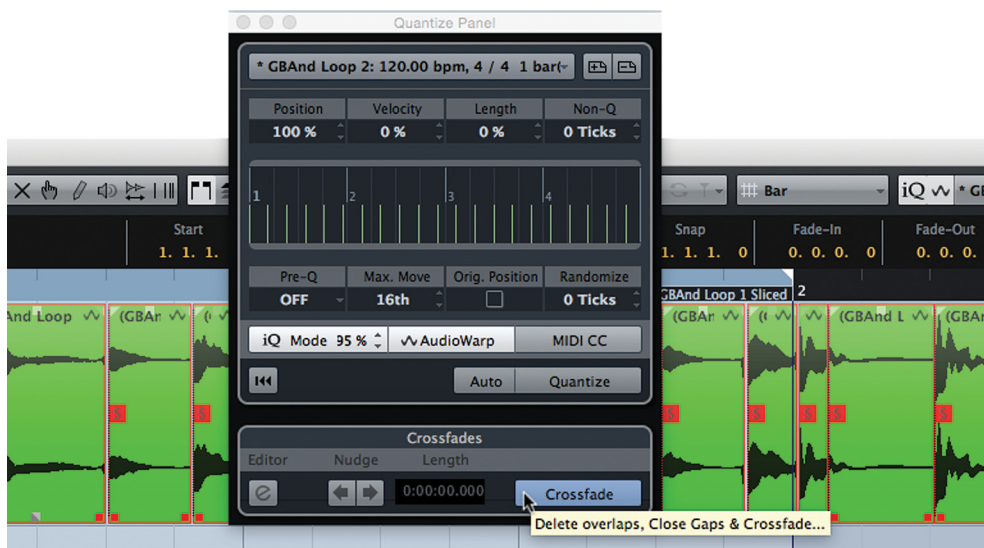 Quantize Panel
* GBAnd Loop 2: 120.00 bpm, 4 / 4 1 bar(
Position Velocity Length Non-Q
100 % 0 % 0 % 0 Ticks
1 2 3 4
Pre-Q Max. Move Orig. Position Randomize
OFF 16th 0 Ticks
iQ Mode 95 % AudioWarp MIDI CC
Auto Quantize
Crossfades
Editor Nudge Length
e 0:00:00.000 Crossfade
Delete overlaps, Close Gaps & Crossfade...
Bar iQ * G
Start Snap Fade-In Fade-Out
1. 1. 1. 1. 1. 1. 0 0. 0. 0. 0 0. 0. 0.
GBAnd Loop 1 Sliced 2
And Loop (GBAr (GBAr (GBAnd L (GBA
S S S S S S S